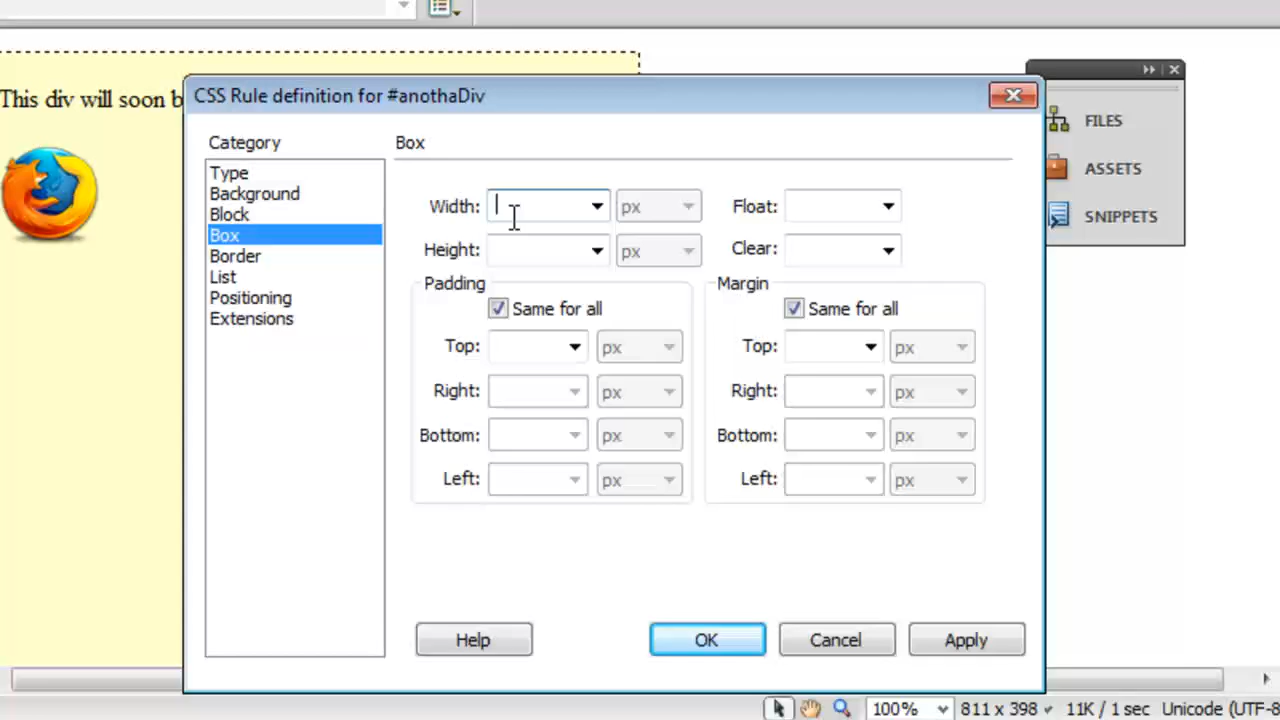 This div will soon b
CSS Rule definition for #anothaDiv
Category
Type
Background
Block
Box
Border
List
Positioning
Extensions
Box
Width: px
Float:
Height: px
Clear:
Padding
Same for all
Top: px
Right: px
Bottom: px
Left: px
Margin
Same for all
Top: px
Right: px
Bottom: px
Left: px
Help
OK
Cancel
Apply
FILES
ASSETS
SNIPPETS
100% 811 x 398 11K / 1 sec Unicode (UTF-8